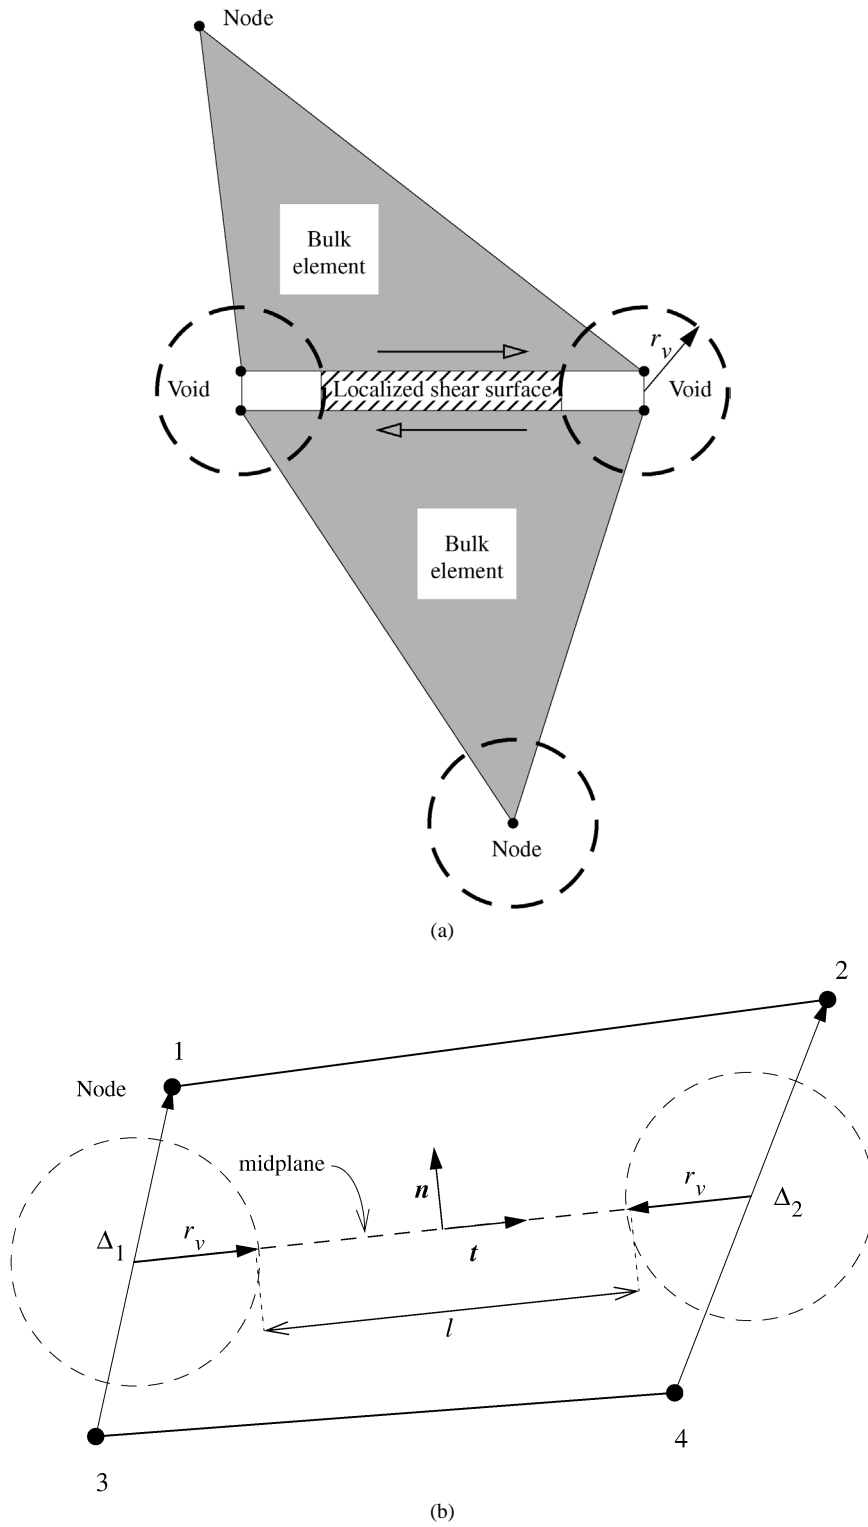 Node
Bulk
element
r_v
Void
Localized shear surface
Void
Bulk
element
Node
(a)
2
1
Node
midplane
n
r_v
Δ_2
Δ_1
r_v
t
l
4
3
(b)